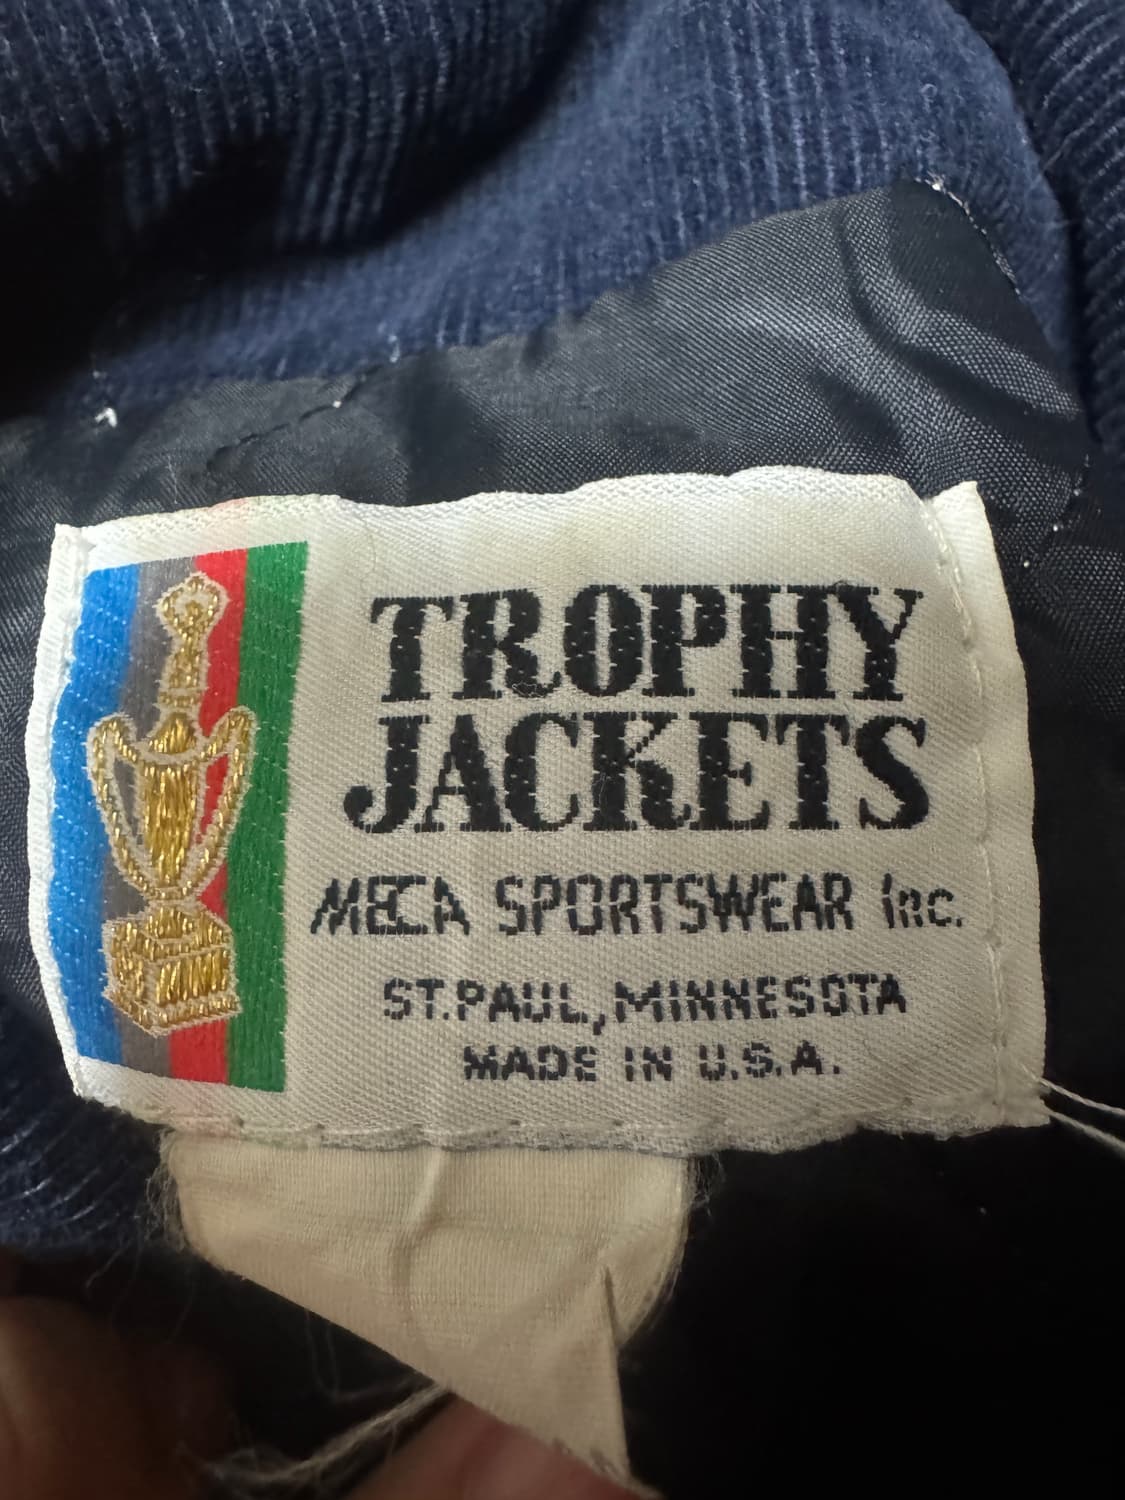 TROPHY
JACKETS
MECA SPORTSWEAR Inc.
ST.PAUL, MINNESOTA
MADE IN U.S.A.